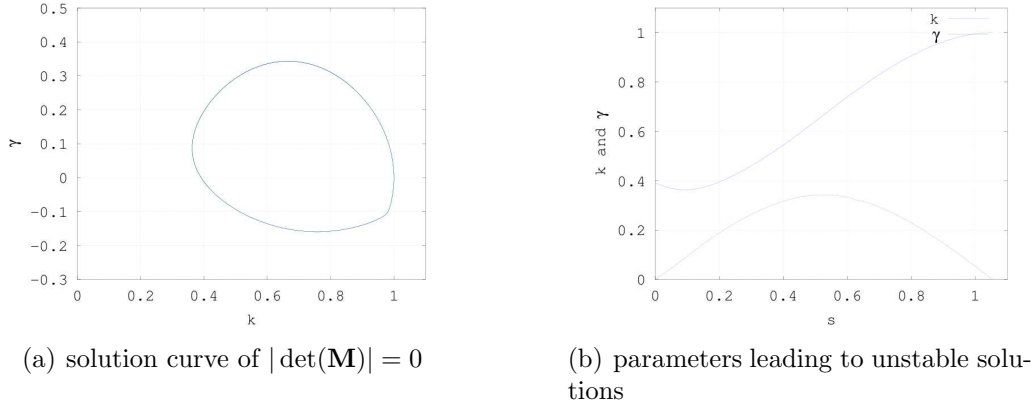 0.5
0.4
0.3
0.2
0.1
0
−0.1
−0.2
−0.3
γ
0 0.2 0.4 0.6 0.8 1
k
(a) solution curve of | det(M)| = 0
k
γ
1
0.8
0.6
0.4
0.2
0
k and γ
0 0.2 0.4 0.6 0.8 1
s
(b) parameters leading to unstable solu-
tions